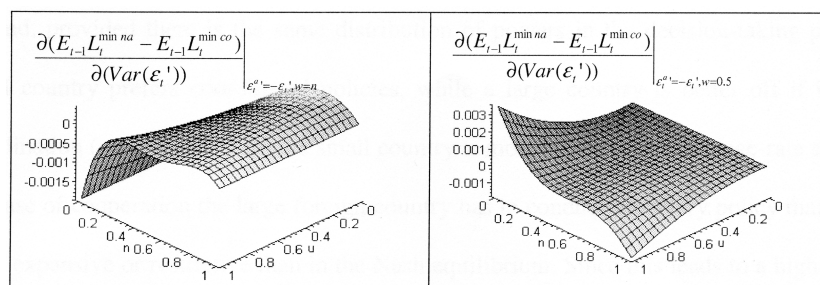 ∂(E_{t-1}L_t^{min na} − E_{t-1}L_t^{min co})
∂(Var(ε_t'))
ε_t^a'=−ε_t',w=n
0
-0.0005
-0.001
-0.0015
0
0.2
0.4
n 0.6
0.8
1
0
0.2
0.4
0.6 u
0.8
1
∂(E_{t-1}L_t^{min na} − E_{t-1}L_t^{min co})
∂(Var(ε_t'))
ε_t^a'=−ε_t',w=0.5
0.003
0.002
0.001
0
-0.001
0
0.2
0.4
n 0.6
0.8
1
0
0.2
0.4
0.6 u
0.8
1